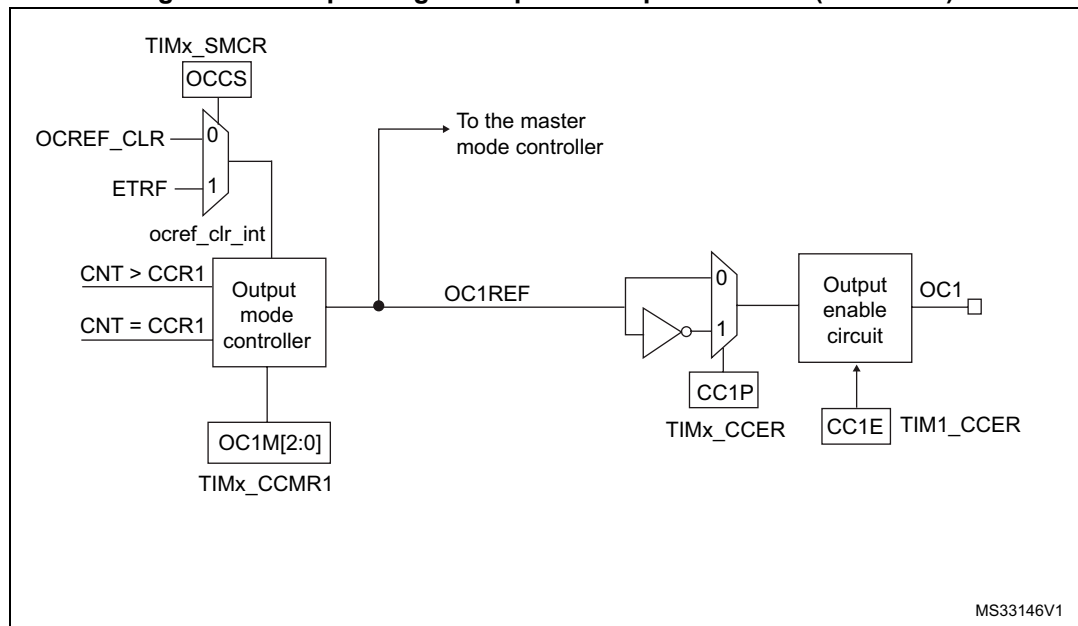 TIMx_SMCR
OCCS
OCREF_CLR
0
ETRF
1
ocref_clr_int
To the master
mode controller
CNT > CCR1
CNT = CCR1
Output
mode
controller
OC1REF
0
1
Output
enable
circuit
OC1
CC1P
TIMx_CCER
CC1E
TIM1_CCER
OC1M[2:0]
TIMx_CCMR1
MS33146V1